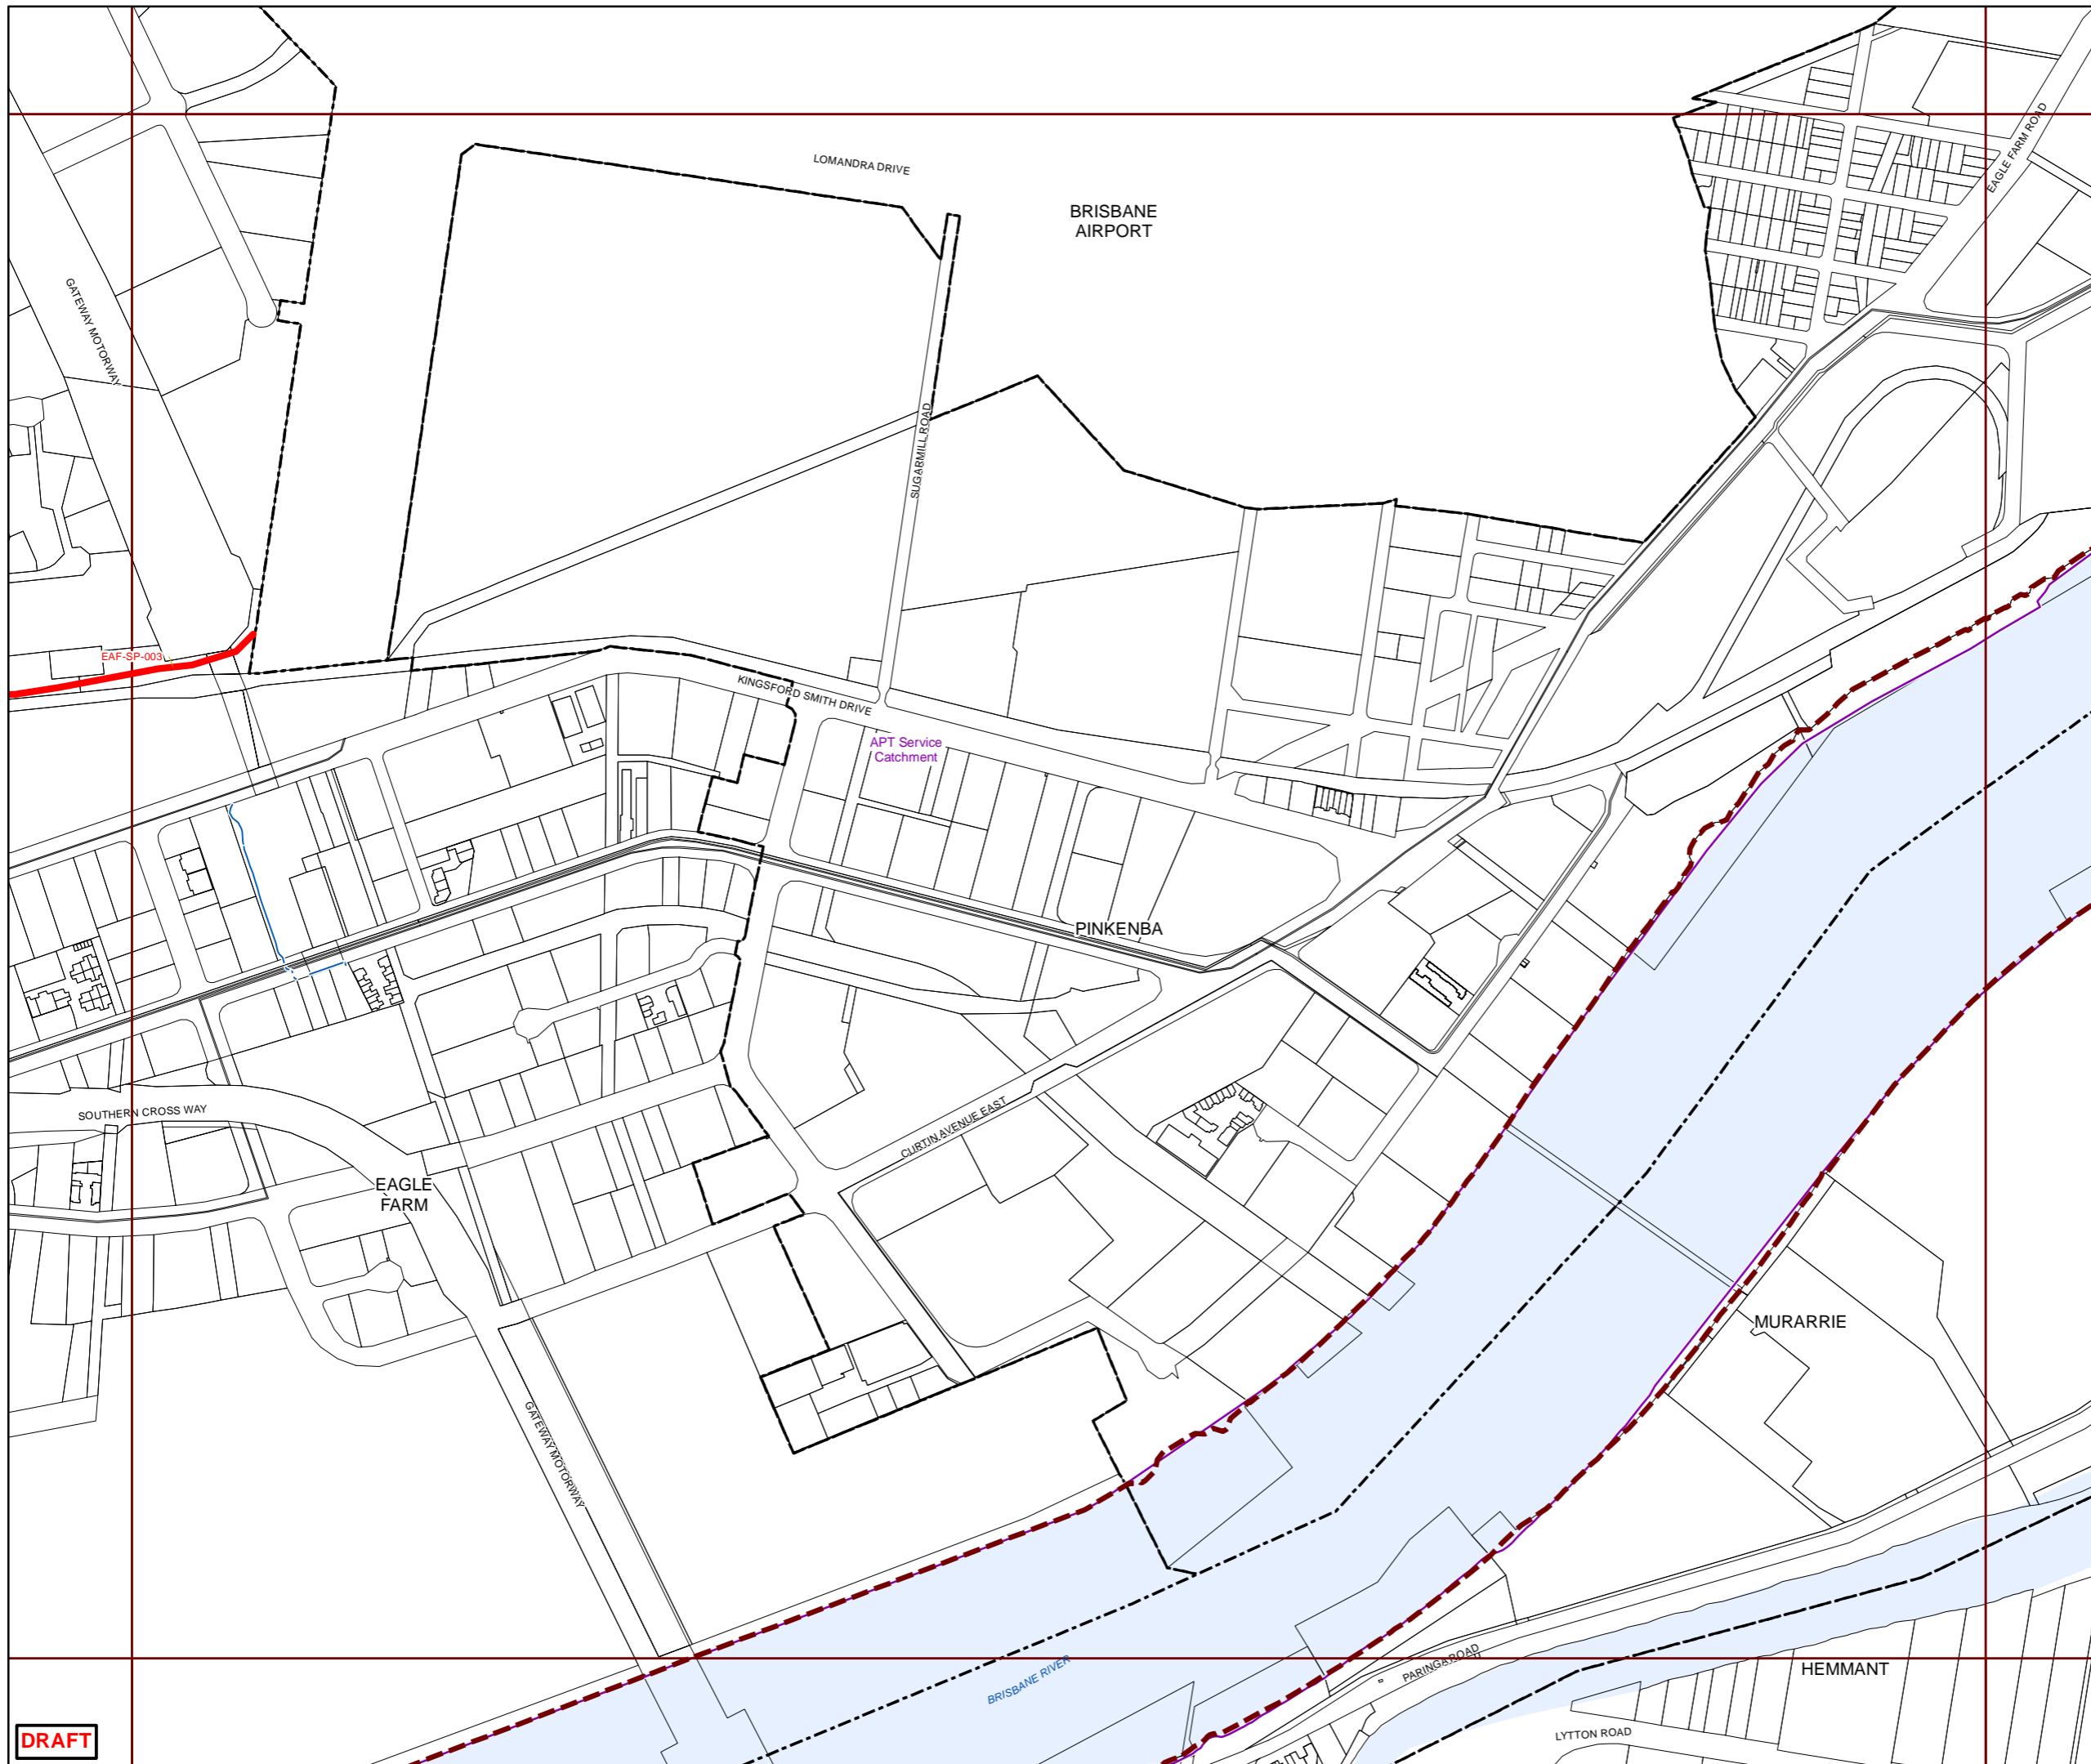 LOMANDRA DRIVE
EAGLE FARM ROAD
BRISBANE
AIRPORT
GATEWAY MOTORWAY
SUGARMILL ROAD
EAF-SP-003
KINGSFORD SMITH DRIVE
APT Service
Catchment
PINKENBA
SOUTHERN CROSS WAY
CURTIN AVENUE EAST
EAGLE
FARM
MURARRIE
GATEWAY MOTORWAY
BRISBANE RIVER
PARINGA ROAD
HEMMANT
LYTTON ROAD
DRAFT